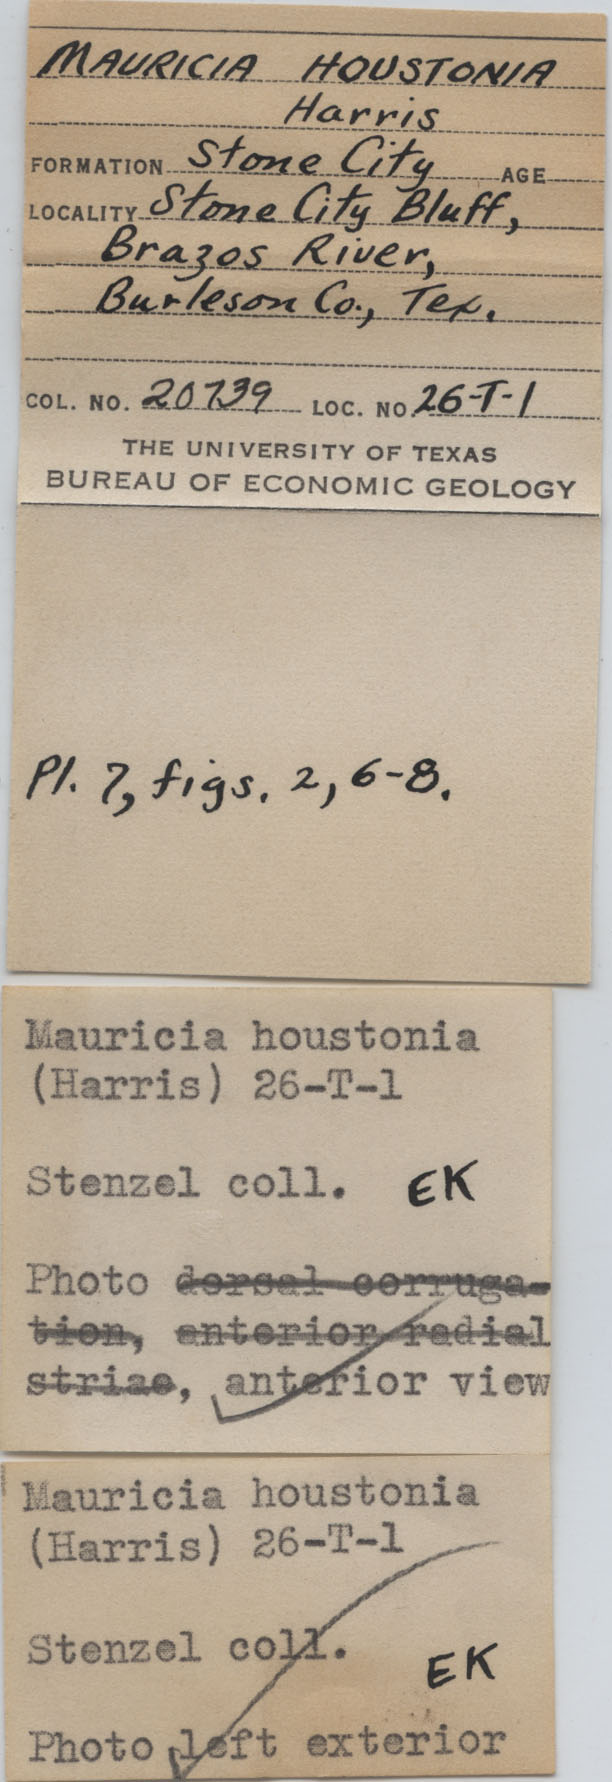 MAURICIA HOUSTONIA
Harris
FORMATION Stone City AGE
LOCALITY Stone City Bluff,
Brazos River,
Burleson Co., Tex.
COL. NO. 20739 LOC. NO. 26-T-1
THE UNIVERSITY OF TEXAS
BUREAU OF ECONOMIC GEOLOGY
Pl. 7, figs. 2, 6-8.
Mauricia houstonia
(Harris) 26-T-1
Stenzel coll. EK
Photo dorsal corruga-
tion, anterior radial
striae, anterior view
Mauricia houstonia
(Harris) 26-T-1
Stenzel coll.
EK
Photo left exterior